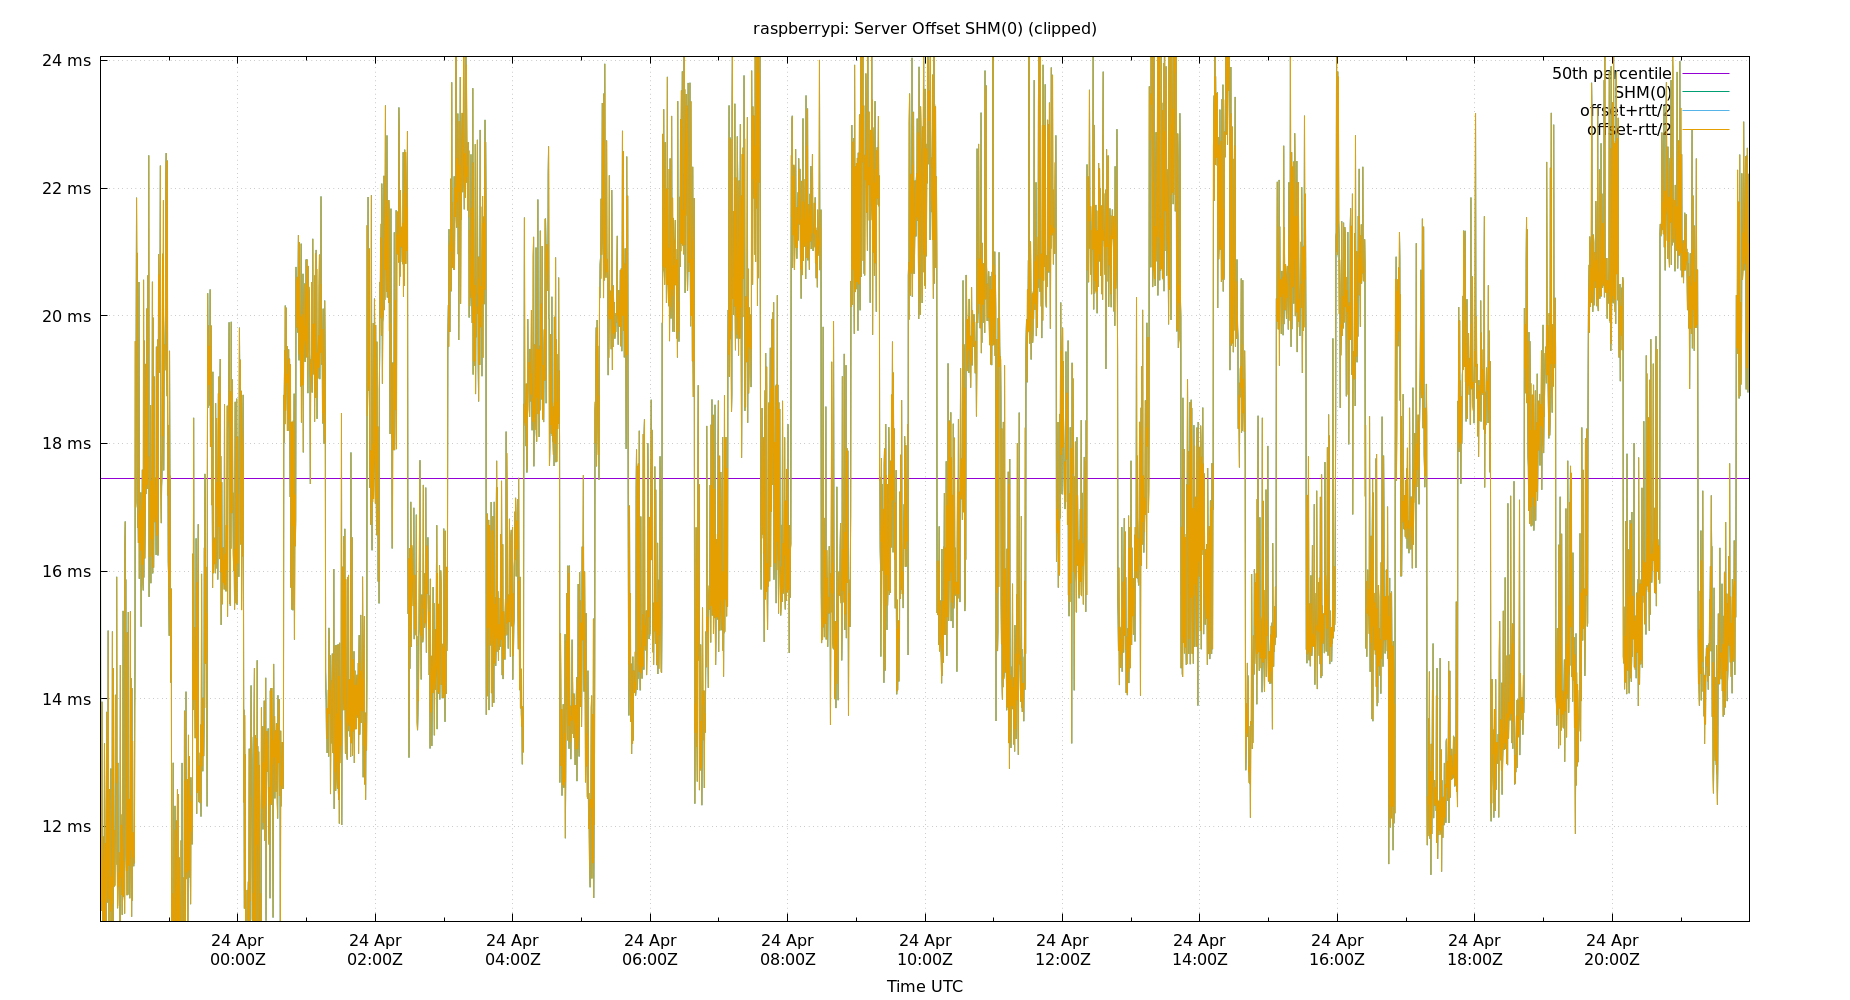 raspberrypi: Server Offset SHM(0) (clipped)
24 ms
22 ms
20 ms
18 ms
16 ms
14 ms
12 ms
50th percentile
SHM(0)
offset+rtt/2
offset-rtt/2
24 Apr 24 Apr 24 Apr 24 Apr 24 Apr 24 Apr 24 Apr 24 Apr 24 Apr 24 Apr 24 Apr
00:00Z 02:00Z 04:00Z 06:00Z 08:00Z 10:00Z 12:00Z 14:00Z 16:00Z 18:00Z 20:00Z
Time UTC